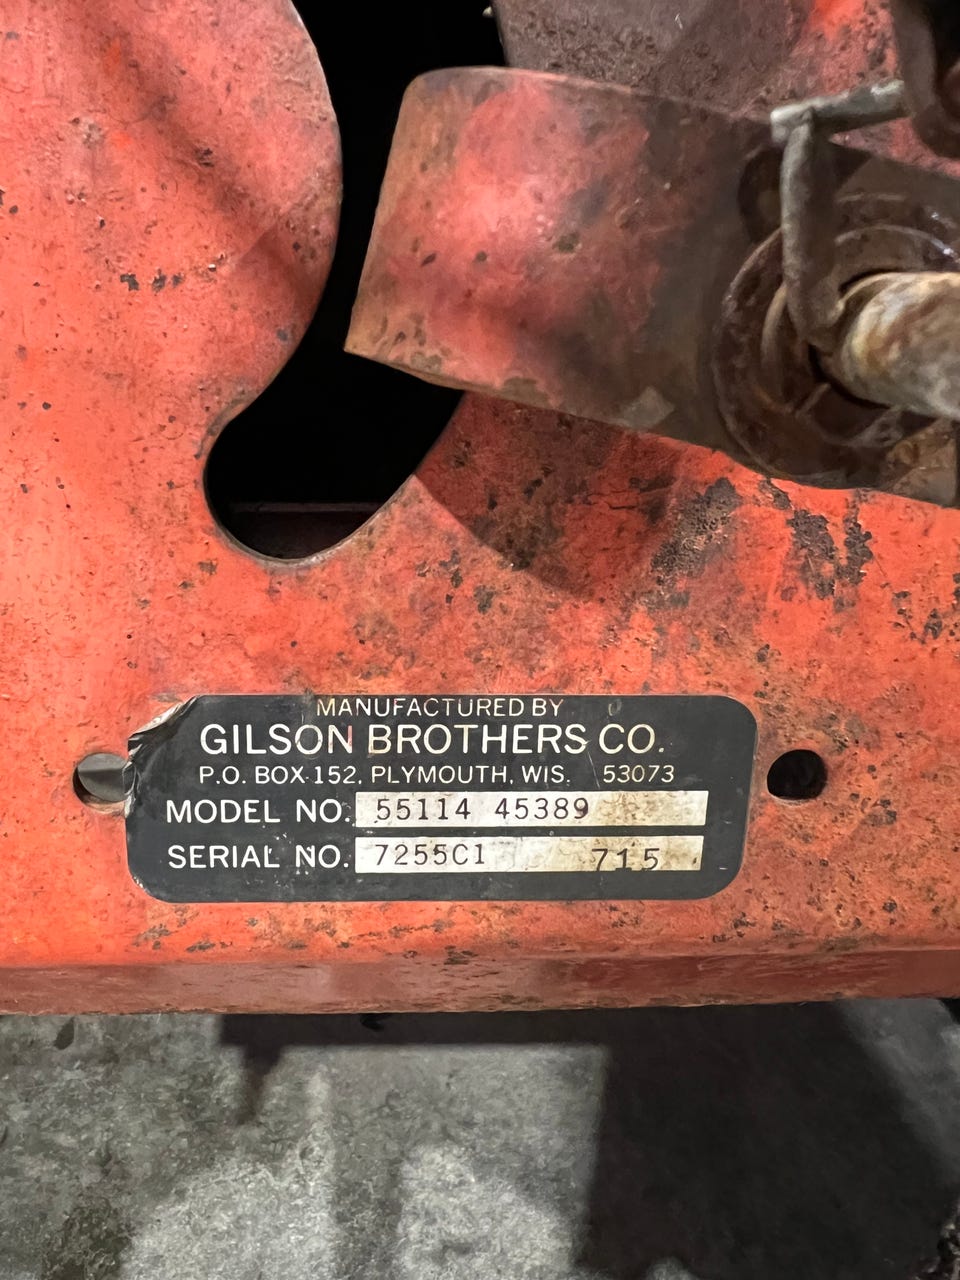 MANUFACTURED BY
GILSON BROTHERS CO.
P.O. BOX 152, PLYMOUTH, WIS. 53073
MODEL NO. 55114 45389
SERIAL NO. 7255C1 715